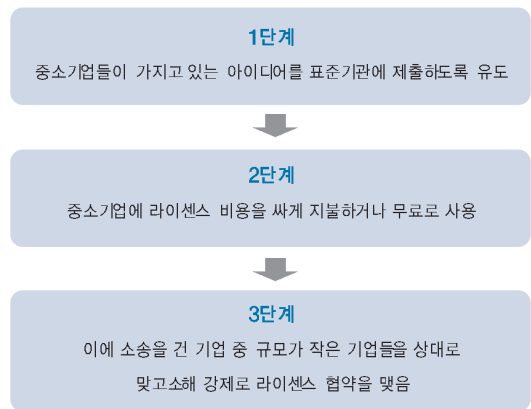 1단계
중소기업들이 가지고 있는 아이디어를 표준기관에 제출하도록 유도
2단계
중소기업에 라이센스 비용을 싸게 지불하거나 무료로 사용
3단계
이에 소송을 건 기업 중 규모가 작은 기업들을 상대로
맞고소해 강제로 라이센스 협약을 맺음